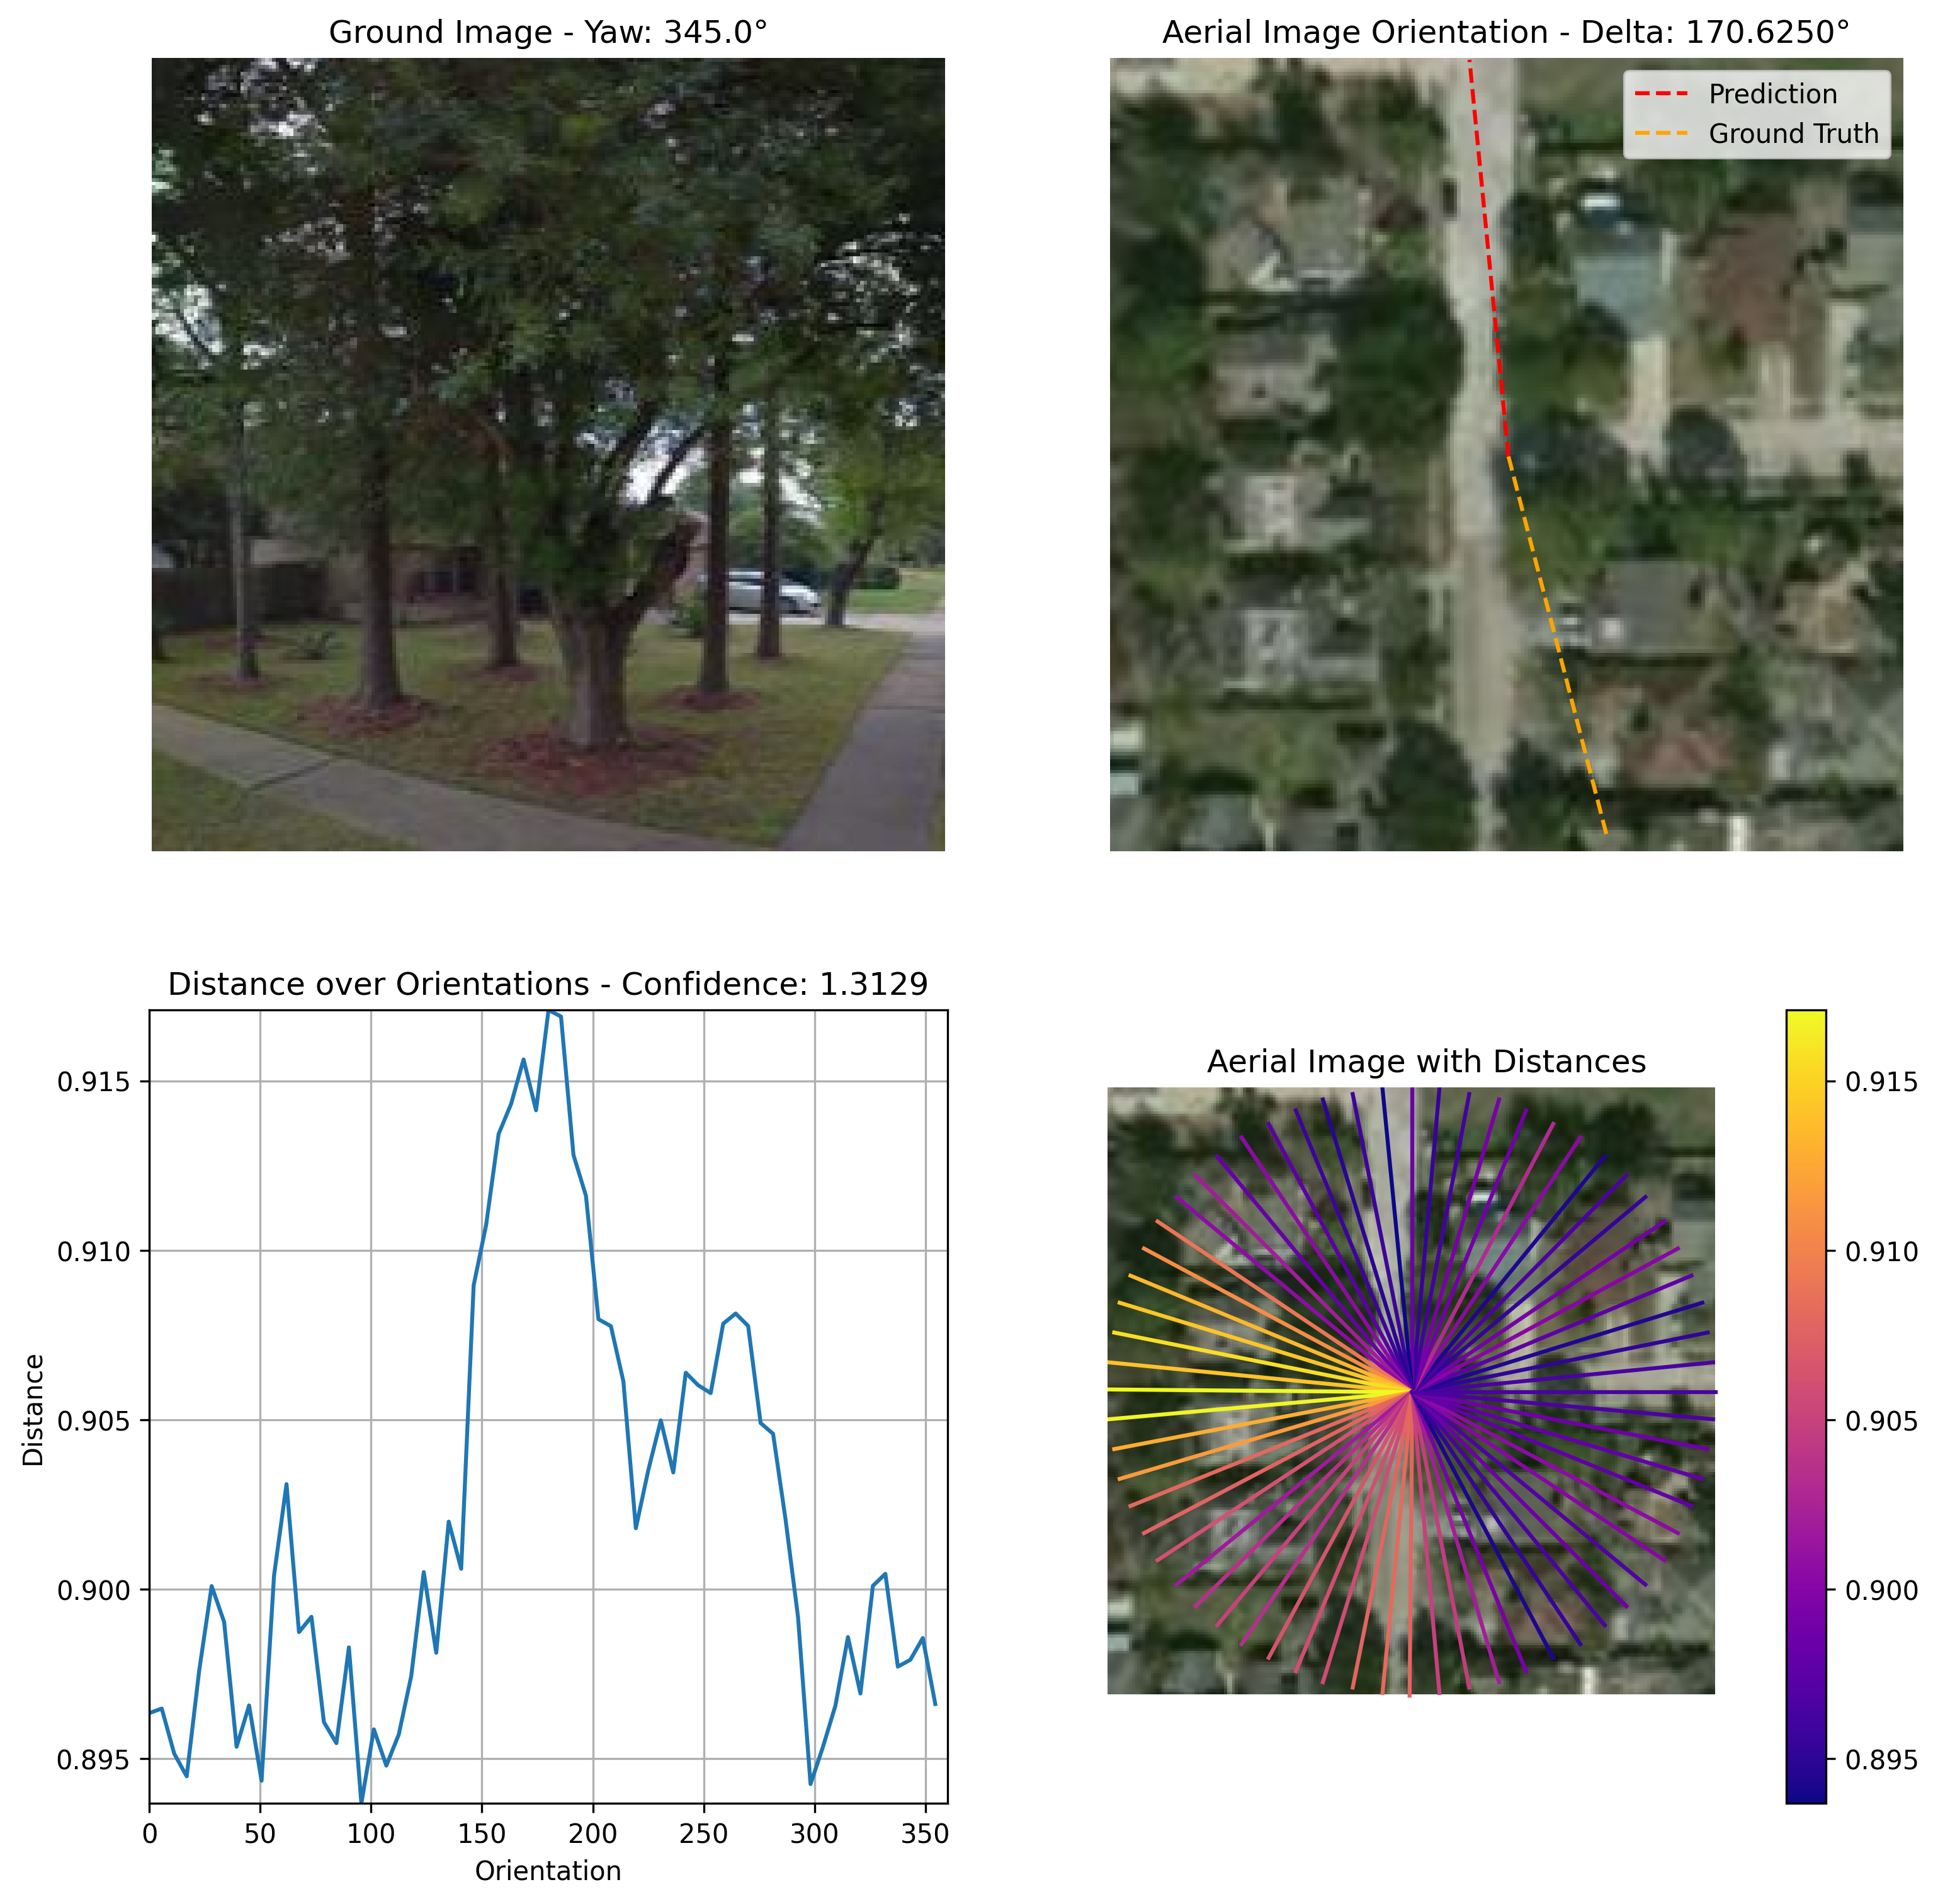 Ground Image - Yaw: 345.0°
Aerial Image Orientation - Delta: 170.6250°
Prediction
Ground Truth
Distance over Orientations - Confidence: 1.3129
0.915
0.910
0.905
0.900
0.895
Distance
0
50
100
150
200
250
300
350
Orientation
Aerial Image with Distances
0.915
0.910
0.905
0.900
0.895